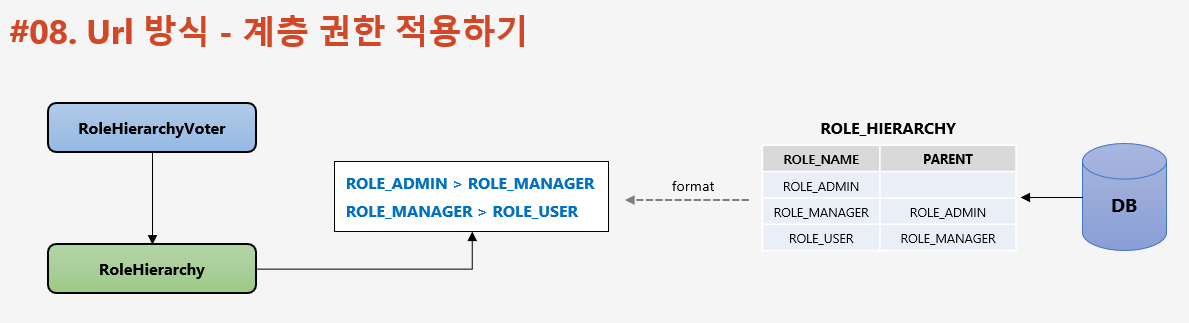 #08. Url 방식 - 계층 권한 적용하기
RoleHierarchyVoter
RoleHierarchy
ROLE_ADMIN > ROLE_MANAGER
ROLE_MANAGER > ROLE_USER
format
ROLE_HIERARCHY
ROLE_NAME PARENT
ROLE_ADMIN
ROLE_MANAGER ROLE_ADMIN
ROLE_USER ROLE_MANAGER
DB